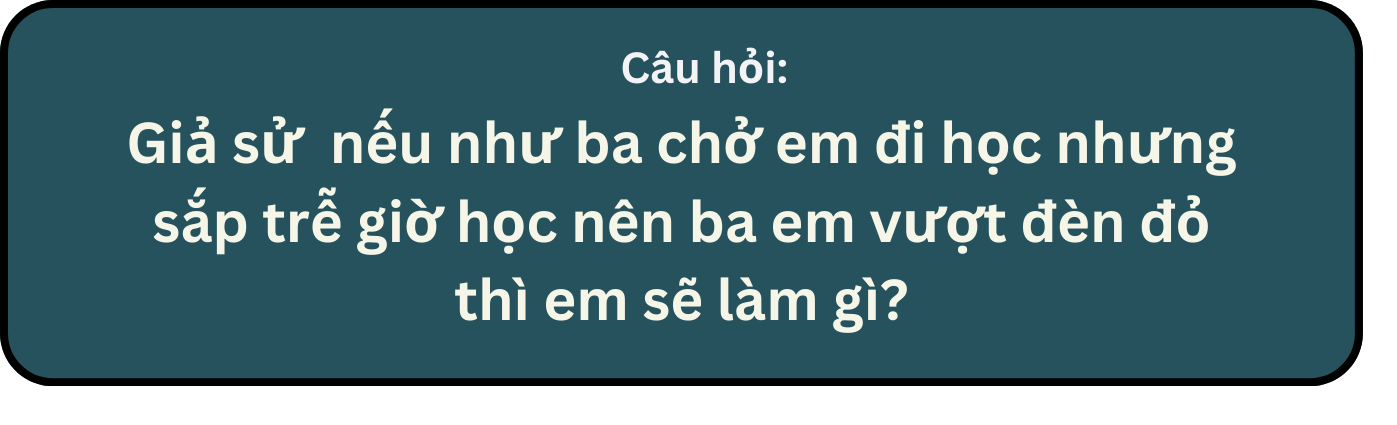 Câu hỏi:
Giả sử  nếu như ba chở em đi học nhưng
sắp trễ giờ học nên ba em vượt đèn đỏ
thì em sẽ làm gì?